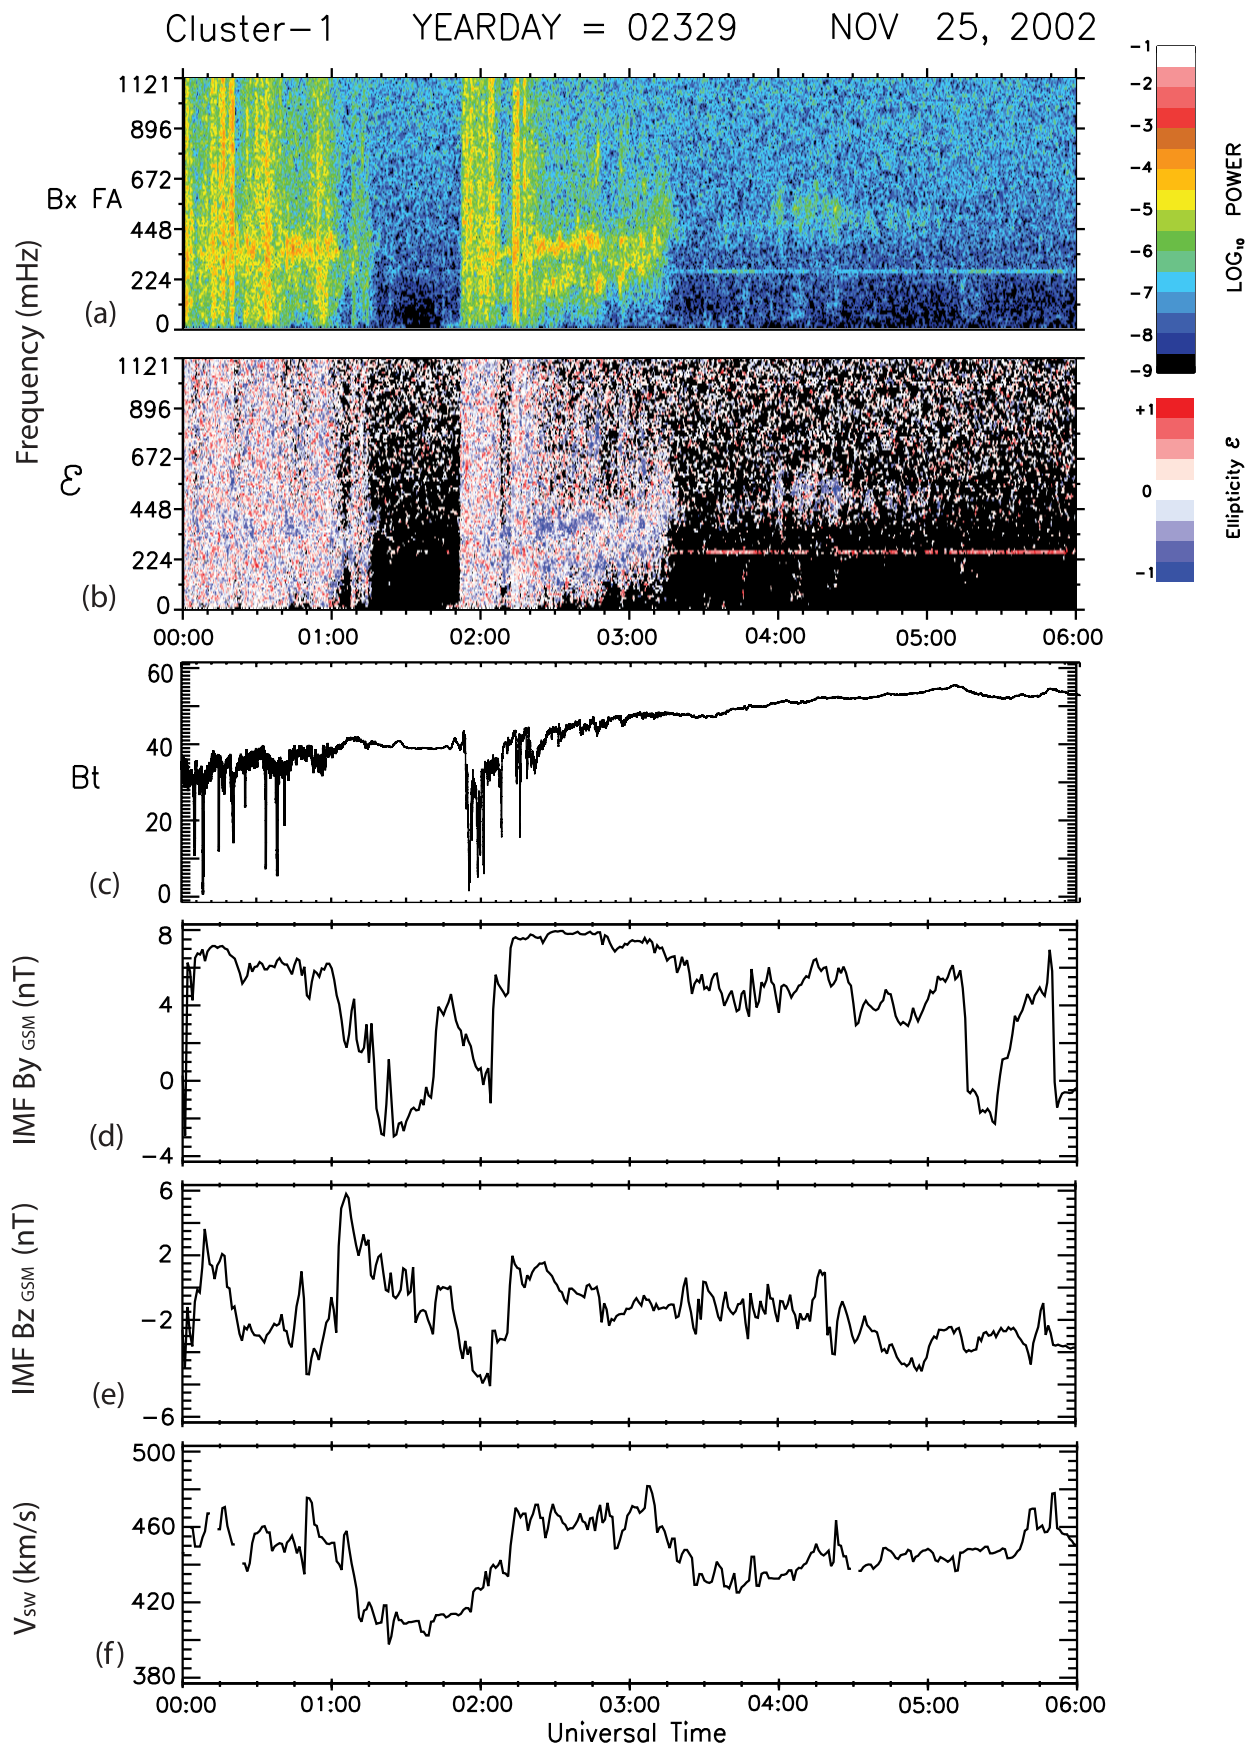 Cluster-1 YEARDAY = 02329 NOV 25, 2002
Frequency (mHz)
Bx FA
1121
896
672
448
224
0
(a)
-1
-2
-3
-4
-5
-6
-7
-8
-9
LOG10 POWER
ε
1121
896
672
448
224
0
(b)
+1
0
-1
Ellipticity ε
00:00 01:00 02:00 03:00 04:00 05:00 06:00
Bt
60
40
20
0
(c)
IMF By GSM (nT)
8
4
0
-4
(d)
IMF Bz GSM (nT)
6
2
-2
-6
(e)
Vsw (km/s)
500
460
420
380
(f)
00:00 01:00 02:00 03:00 04:00 05:00 06:00
Universal Time